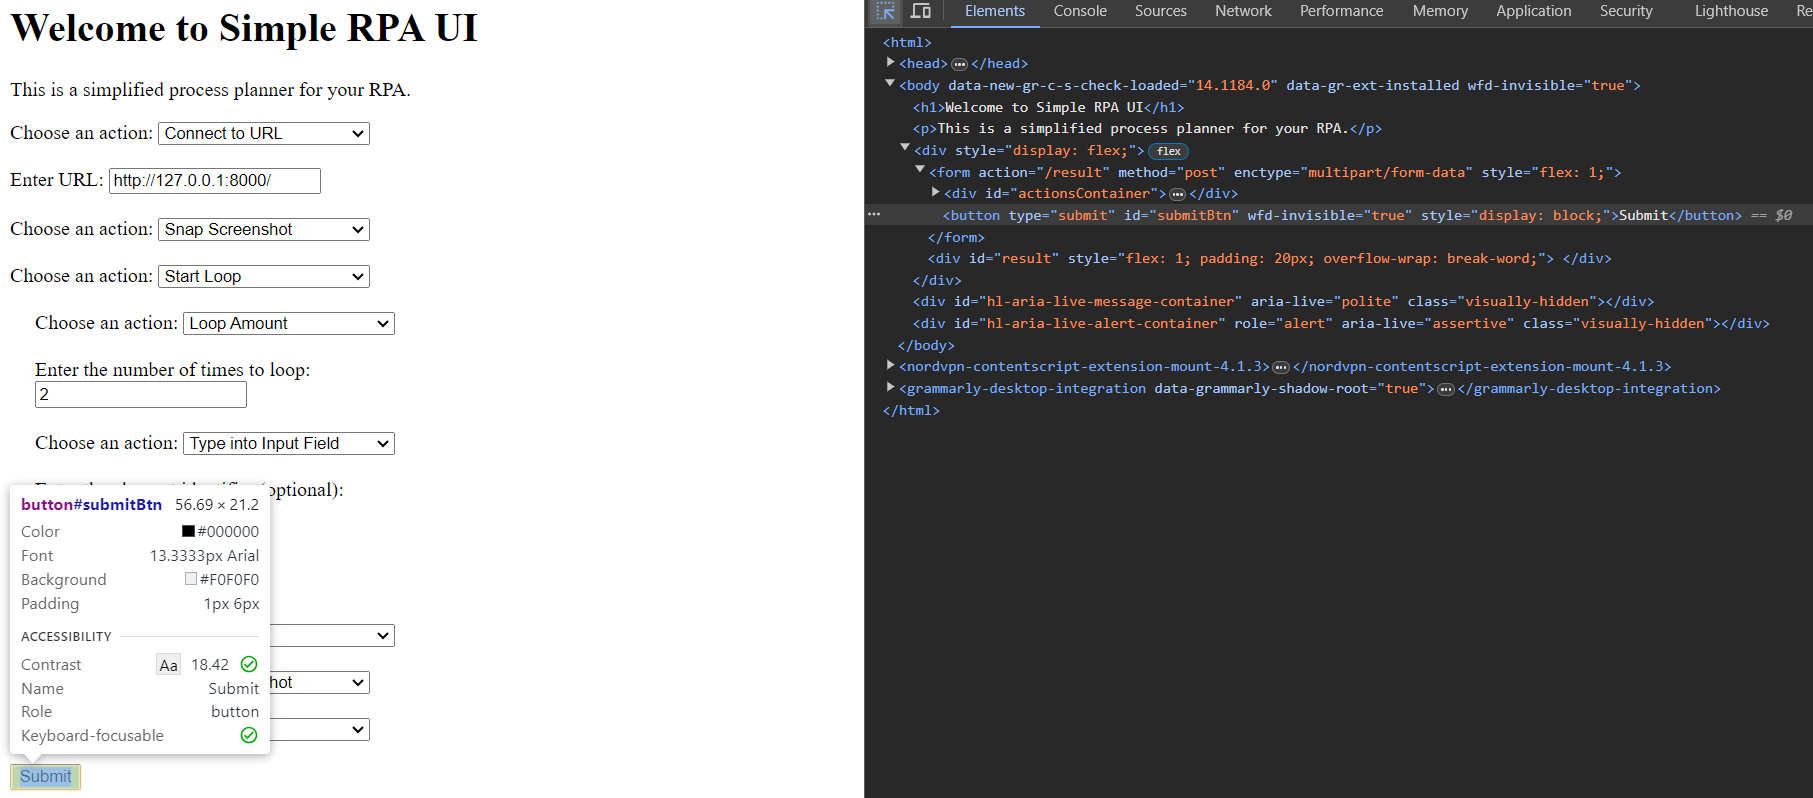 Welcome to Simple RPA UI
This is a simplified process planner for your RPA.
Choose an action: Connect to URL
Enter URL: http://127.0.0.1:8000/
Choose an action: Snap Screenshot
Choose an action: Start Loop
Choose an action: Loop Amount
Enter the number of times to loop:
2
Choose an action: Type into Input Field
(optional):
button#submitBtn 56.69 × 21.2
Color #000000
Font 13.3333px Arial
Background #F0F0F0
Padding 1px 6px
ACCESSIBILITY
Contrast Aa 18.42
Name Submit
Role button
Keyboard-focusable
hot
Submit
Elements Console Sources Network Performance Memory Application Security Lighthouse Re
<html>
<head> ••• </head>
<body data-new-gr-c-s-check-loaded="14.1184.0" data-gr-ext-installed wfd-invisible="true">
<h1>Welcome to Simple RPA UI</h1>
<p>This is a simplified process planner for your RPA.</p>
<div style="display: flex;"> flex
<form action="/result" method="post" enctype="multipart/form-data" style="flex: 1;">
<div id="actionsContainer"> ••• </div>
••• <button type="submit" id="submitBtn" wfd-invisible="true" style="display: block;">Submit</button> == $0
</form>
<div id="result" style="flex: 1; padding: 20px; overflow-wrap: break-word;"> </div>
</div>
<div id="hl-aria-live-message-container" aria-live="polite" class="visually-hidden"></div>
<div id="hl-aria-live-alert-container" role="alert" aria-live="assertive" class="visually-hidden"></div>
</body>
<nordvpn-contentscript-extension-mount-4.1.3> ••• </nordvpn-contentscript-extension-mount-4.1.3>
<grammarly-desktop-integration data-grammarly-shadow-root="true"> ••• </grammarly-desktop-integration>
</html>